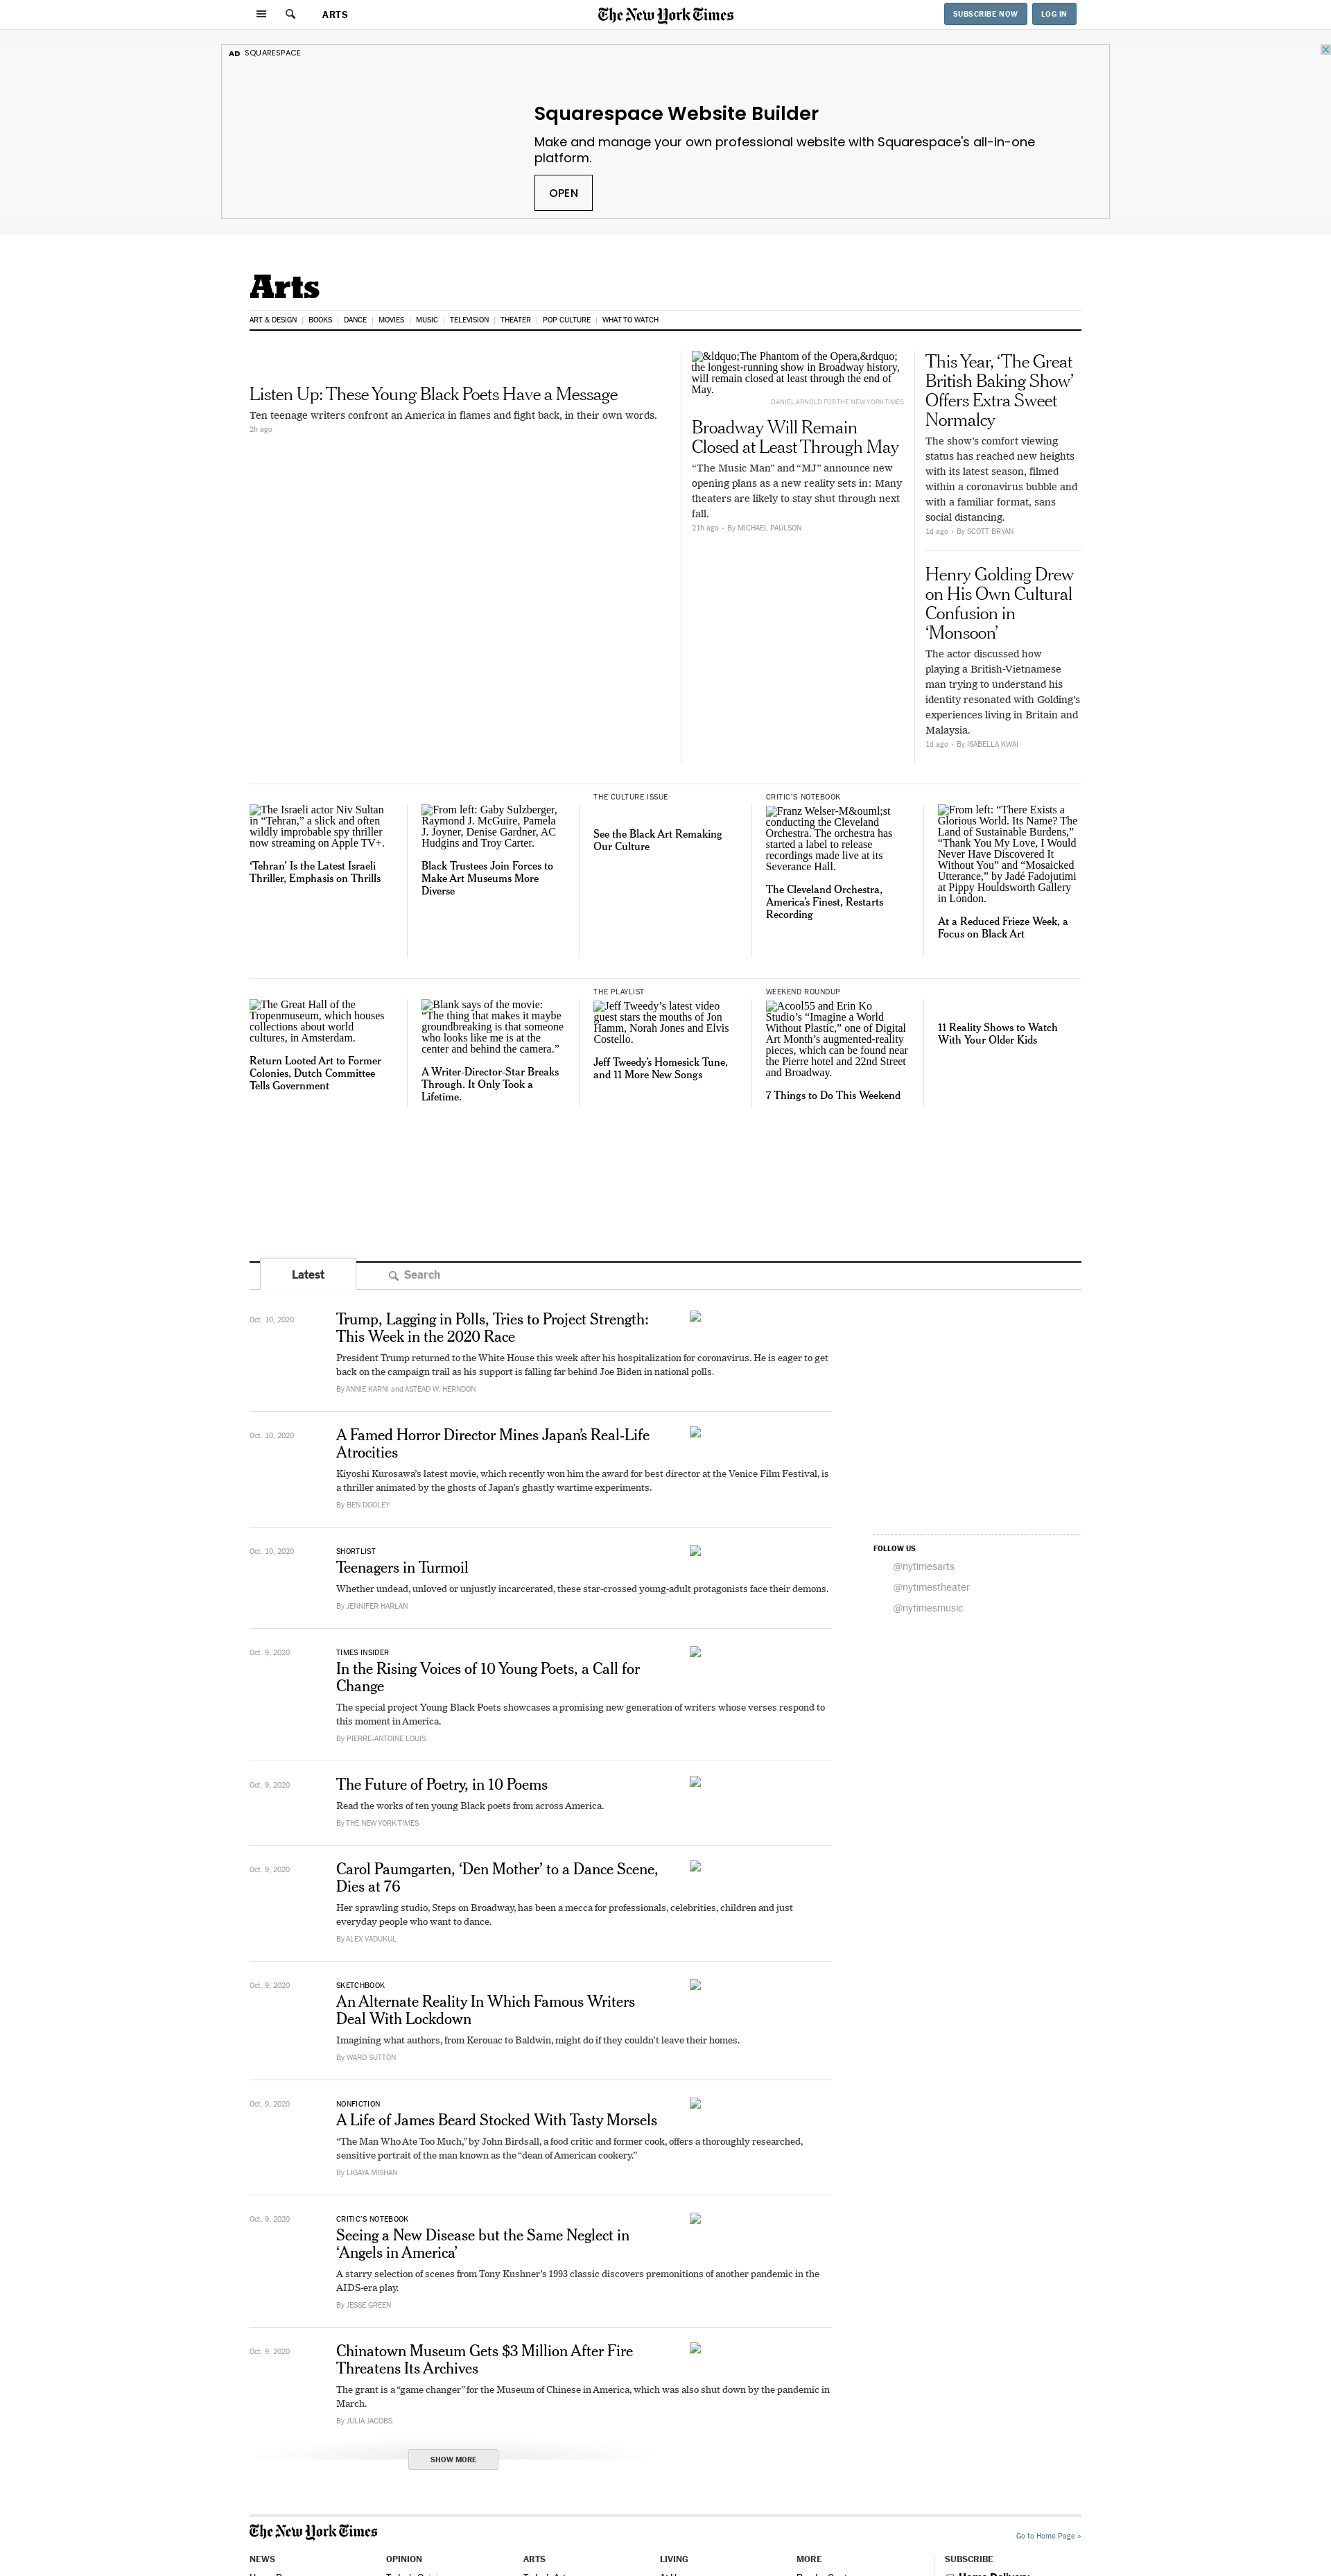 ARTS
The New York Times
SUBSCRIBE NOW
LOG IN
AD SQUARESPACE
Squarespace Website Builder
Make and manage your own professional website with Squarespace's all-in-one
platform.
OPEN
Arts
ART & DESIGN
BOOKS
DANCE
MOVIES
MUSIC
TELEVISION
THEATER
POP CULTURE
WHAT TO WATCH
Listen Up: These Young Black Poets Have a Message
Ten teenage writers confront an America in flames and fight back, in their own words.
2h ago
&ldquo;The Phantom of the Opera,&rdquo;
the longest-running show in Broadway history,
will remain closed at least through the end of
May.
DANIEL ARNOLD FOR THE NEW YORK TIMES
Broadway Will Remain
Closed at Least Through May
“The Music Man” and “MJ” announce new
opening plans as a new reality sets in: Many
theaters are likely to stay shut through next
fall.
21h ago - By MICHAEL PAULSON
This Year, ‘The Great
British Baking Show’
Offers Extra Sweet
Normalcy
The show’s comfort viewing
status has reached new heights
with its latest season, filmed
within a coronavirus bubble and
with a familiar format, sans
social distancing.
1d ago - By SCOTT BRYAN
Henry Golding Drew
on His Own Cultural
Confusion in
‘Monsoon’
The actor discussed how
playing a British-Vietnamese
man trying to understand his
identity resonated with Golding’s
experiences living in Britain and
Malaysia.
1d ago - By ISABELLA KWAI
The Israeli actor Niv Sultan
in “Tehran,” a slick and often
wildly improbable spy thriller
now streaming on Apple TV+.
‘Tehran’ Is the Latest Israeli
Thriller, Emphasis on Thrills
From left: Gaby Sulzberger,
Raymond J. McGuire, Pamela
J. Joyner, Denise Gardner, AC
Hudgins and Troy Carter.
Black Trustees Join Forces to
Make Art Museums More
Diverse
THE CULTURE ISSUE
See the Black Art Remaking
Our Culture
CRITIC’S NOTEBOOK
Franz Welser-M&ouml;st
conducting the Cleveland
Orchestra. The orchestra has
started a label to release
recordings made live at its
Severance Hall.
The Cleveland Orchestra,
America’s Finest, Restarts
Recording
From left: “There Exists a
Glorious World. Its Name? The
Land of Sustainable Burdens,”
“Thank You My Love, I Would
Never Have Discovered It
Without You” and “Mosaicked
Utterance,” by Jadé Fadojutimi
at Pippy Houldsworth Gallery
in London.
At a Reduced Frieze Week, a
Focus on Black Art
The Great Hall of the
Tropenmuseum, which houses
collections about world
cultures, in Amsterdam.
Return Looted Art to Former
Colonies, Dutch Committee
Tells Government
Blank says of the movie:
“The thing that makes it maybe
groundbreaking is that someone
who looks like me is at the
center and behind the camera.”
A Writer-Director-Star Breaks
Through. It Only Took a
Lifetime.
THE PLAYLIST
Jeff Tweedy’s latest video
guest stars the mouths of Jon
Hamm, Norah Jones and Elvis
Costello.
Jeff Tweedy’s Homesick Tune,
and 11 More New Songs
WEEKEND ROUNDUP
Acool55 and Erin Ko
Studio’s “Imagine a World
Without Plastic,” one of Digital
Art Month’s augmented-reality
pieces, which can be found near
the Pierre hotel and 22nd Street
and Broadway.
7 Things to Do This Weekend
11 Reality Shows to Watch
With Your Older Kids
Latest
Search
Oct. 10, 2020
Trump, Lagging in Polls, Tries to Project Strength:
This Week in the 2020 Race
President Trump returned to the White House this week after his hospitalization for coronavirus. He is eager to get
back on the campaign trail as his support is falling far behind Joe Biden in national polls.
By ANNIE KARNI and ASTEAD W. HERNDON
Oct. 10, 2020
A Famed Horror Director Mines Japan’s Real-Life
Atrocities
Kiyoshi Kurosawa’s latest movie, which recently won him the award for best director at the Venice Film Festival, is
a thriller animated by the ghosts of Japan’s ghastly wartime experiments.
By BEN DOOLEY
Oct. 10, 2020
SHORTLIST
Teenagers in Turmoil
Whether undead, unloved or unjustly incarcerated, these star-crossed young-adult protagonists face their demons.
By JENNIFER HARLAN
FOLLOW US
@nytimesarts
@nytimestheater
@nytimesmusic
Oct. 9, 2020
TIMES INSIDER
In the Rising Voices of 10 Young Poets, a Call for
Change
The special project Young Black Poets showcases a promising new generation of writers whose verses respond to
this moment in America.
By PIERRE-ANTOINE LOUIS
Oct. 9, 2020
The Future of Poetry, in 10 Poems
Read the works of ten young Black poets from across America.
By THE NEW YORK TIMES
Oct. 9, 2020
Carol Paumgarten, ‘Den Mother’ to a Dance Scene,
Dies at 76
Her sprawling studio, Steps on Broadway, has been a mecca for professionals, celebrities, children and just
everyday people who want to dance.
By ALEX VADUKUL
Oct. 9, 2020
SKETCHBOOK
An Alternate Reality In Which Famous Writers
Deal With Lockdown
Imagining what authors, from Kerouac to Baldwin, might do if they couldn’t leave their homes.
By WARD SUTTON
Oct. 9, 2020
NONFICTION
A Life of James Beard Stocked With Tasty Morsels
“The Man Who Ate Too Much,” by John Birdsall, a food critic and former cook, offers a thoroughly researched,
sensitive portrait of the man known as the “dean of American cookery.”
By LIGAYA MISHAN
Oct. 9, 2020
CRITIC’S NOTEBOOK
Seeing a New Disease but the Same Neglect in
‘Angels in America’
A starry selection of scenes from Tony Kushner’s 1993 classic discovers premonitions of another pandemic in the
AIDS-era play.
By JESSE GREEN
Oct. 9, 2020
Chinatown Museum Gets $3 Million After Fire
Threatens Its Archives
The grant is a “game changer” for the Museum of Chinese in America, which was also shut down by the pandemic in
March.
By JULIA JACOBS
SHOW MORE
The New York Times
Go to Home Page »
NEWS
OPINION
ARTS
LIVING
MORE
SUBSCRIBE